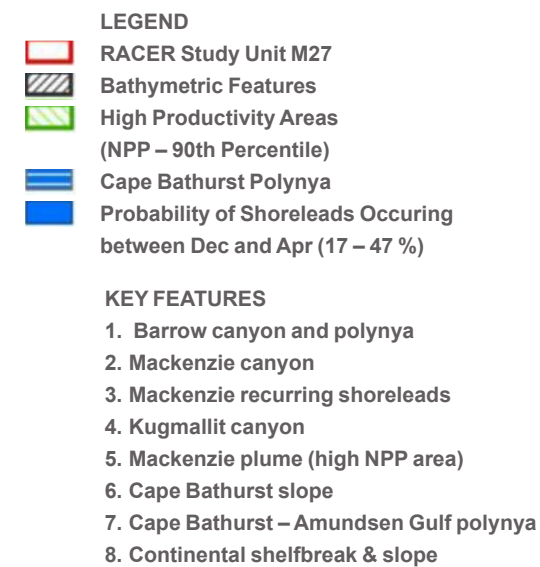 LEGEND
RACER Study Unit M27
Bathymetric Features
High Productivity Areas
(NPP – 90th Percentile)
Cape Bathurst Polynya
Probability of Shoreleads Occuring
between Dec and Apr (17 – 47 %)
KEY FEATURES
1. Barrow canyon and polynya
2. Mackenzie canyon
3. Mackenzie recurring shoreleads
4. Kugmallit canyon
5. Mackenzie plume (high NPP area)
6. Cape Bathurst slope
7. Cape Bathurst – Amundsen Gulf polynya
8. Continental shelfbreak & slope